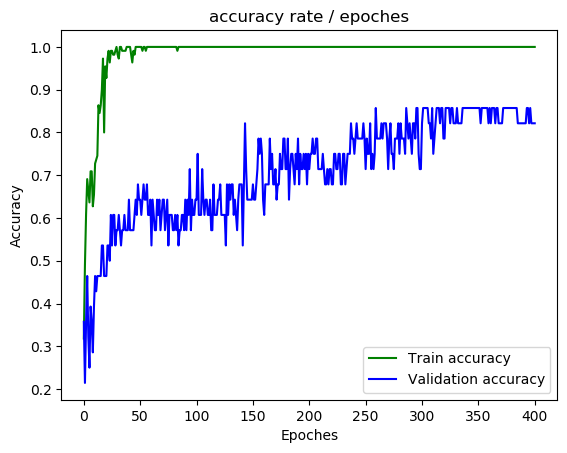 accuracy rate / epoches
1.0
0.9
0.8
0.7
0.6
0.5
0.4
0.3
0.2
Accuracy
Train accuracy
Validation accuracy
0 50 100 150 200 250 300 350 400
Epoches